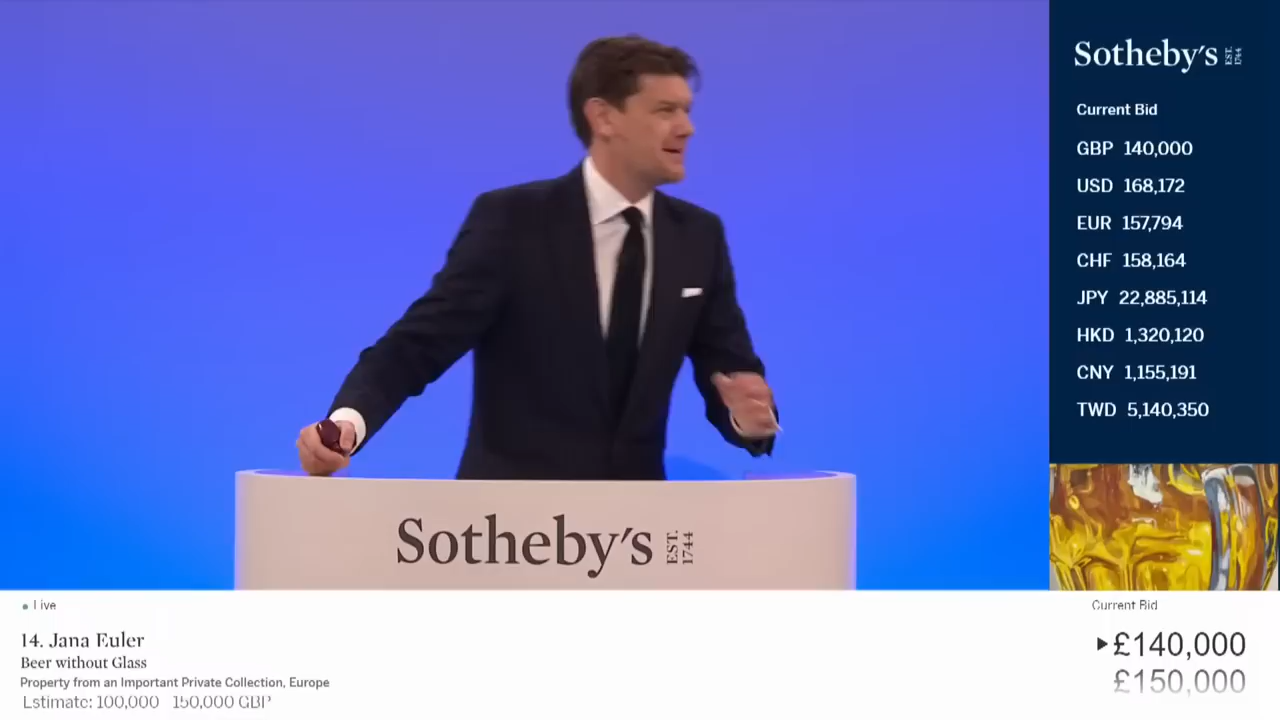 Sotheby's EST. 1744
Current Bid
GBP 140,000
USD 168,172
EUR 157,794
CHF 158,164
JPY 22,885,114
HKD 1,320,120
CNY 1,155,191
TWD 5,140,350
Sotheby's EST. 1744
Live
14. Jana Euler
Beer without Glass
Property from an Important Private Collection, Europe
Estimate: 100,000 150,000 GBP
Current Bid
£140,000
£150,000